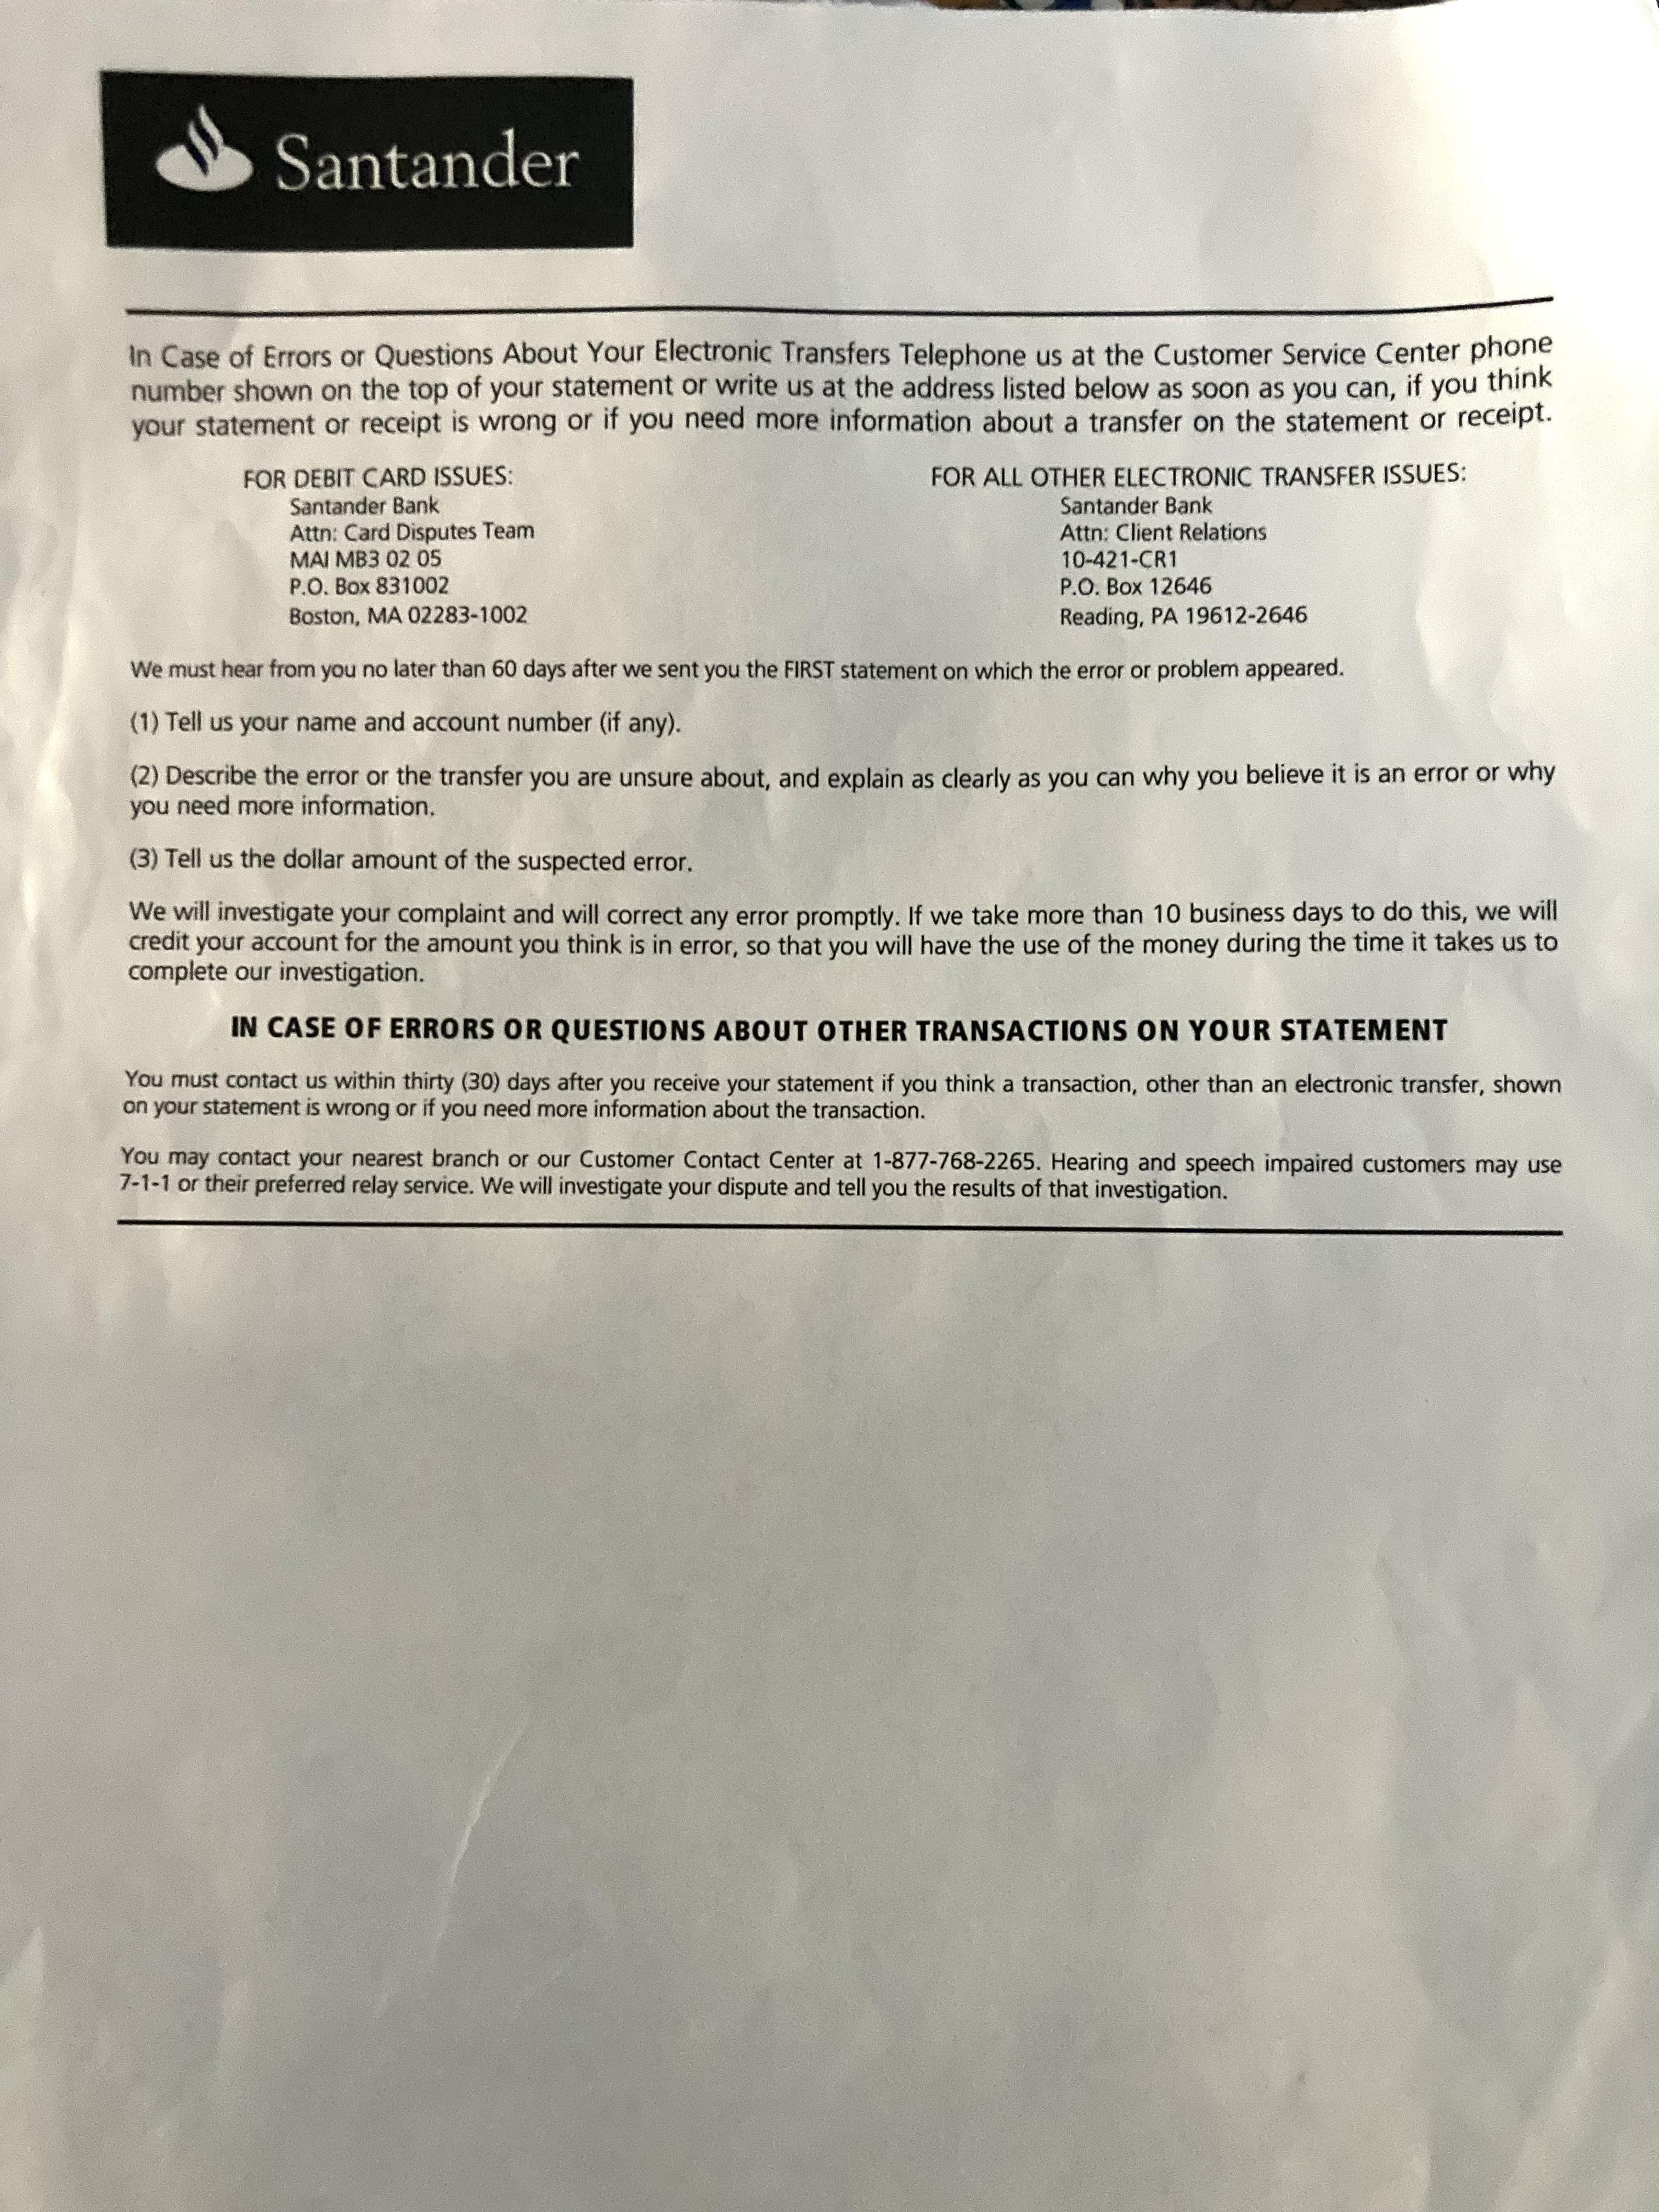 Santander
In Case of Errors or Questions About Your Electronic Transfers Telephone us at the Customer Service Center phone
number shown on the top of your statement or write us at the address listed below as soon as you can, if you think
your statement or receipt is wrong or if you need more information about a transfer on the statement or receipt.
FOR DEBIT CARD ISSUES:
Santander Bank
Attn: Card Disputes Team
MAI MB3 02 05
P.O. Box 831002
Boston, MA 02283-1002
FOR ALL OTHER ELECTRONIC TRANSFER ISSUES:
Santander Bank
Attn: Client Relations
10-421-CR1
P.O. Box 12646
Reading, PA 19612-2646
We must hear from you no later than 60 days after we sent you the FIRST statement on which the error or problem appeared.
(1) Tell us your name and account number (if any).
(2) Describe the error or the transfer you are unsure about, and explain as clearly as you can why you believe it is an error or why
you need more information.
(3) Tell us the dollar amount of the suspected error.
We will investigate your complaint and will correct any error promptly. If we take more than 10 business days to do this, we will
credit your account for the amount you think is in error, so that you will have the use of the money during the time it takes us to
complete our investigation.
IN CASE OF ERRORS OR QUESTIONS ABOUT OTHER TRANSACTIONS ON YOUR STATEMENT
You must contact us within thirty (30) days after you receive your statement if you think a transaction, other than an electronic transfer, shown
on your statement is wrong or if you need more information about the transaction.
You may contact your nearest branch or our Customer Contact Center at 1-877-768-2265. Hearing and speech impaired customers may use
7-1-1 or their preferred relay service. We will investigate your dispute and tell you the results of that investigation.